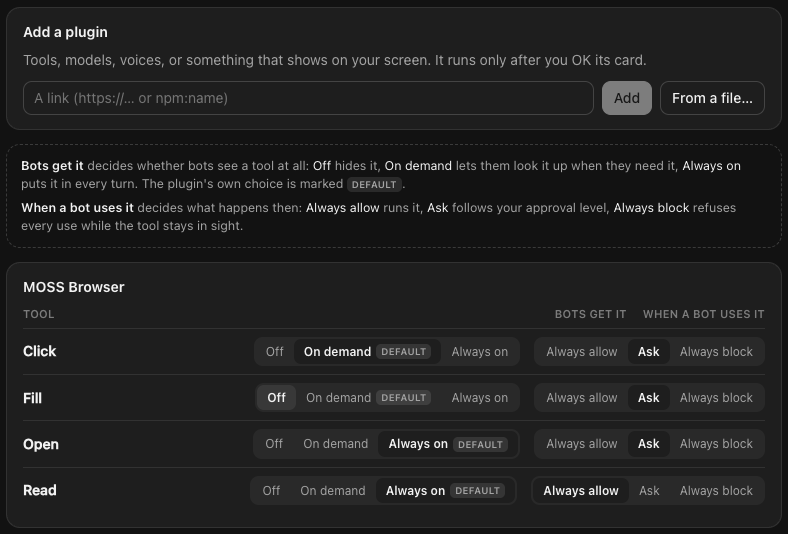 Add a plugin
Tools, models, voices, or something that shows on your screen. It runs only after you OK its card.
A link (https://... or npm:name) Add From a file...
Bots get it decides whether bots see a tool at all: Off hides it, On demand lets them look it up when they need it, Always on
puts it in every turn. The plugin's own choice is marked DEFAULT.
When a bot uses it decides what happens then: Always allow runs it, Ask follows your approval level, Always block refuses
every use while the tool stays in sight.
MOSS Browser
TOOL BOTS GET IT WHEN A BOT USES IT
Click Off On demand DEFAULT Always on Always allow Ask Always block
Fill Off On demand DEFAULT Always on Always allow Ask Always block
Open Off On demand Always on DEFAULT Always allow Ask Always block
Read Off On demand Always on DEFAULT Always allow Ask Always block